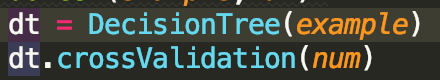 dt = DecisionTree(example)
dt.crossValidation(num)